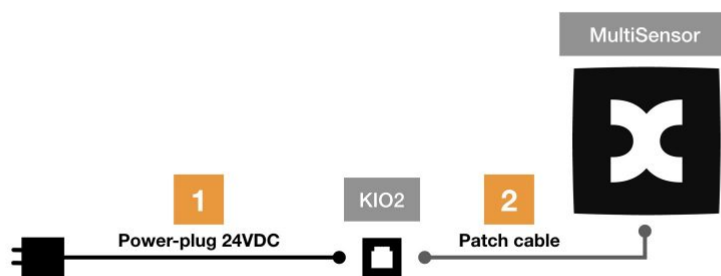 MultiSensor
1
KIO2
2
Power-plug 24VDC
Patch cable